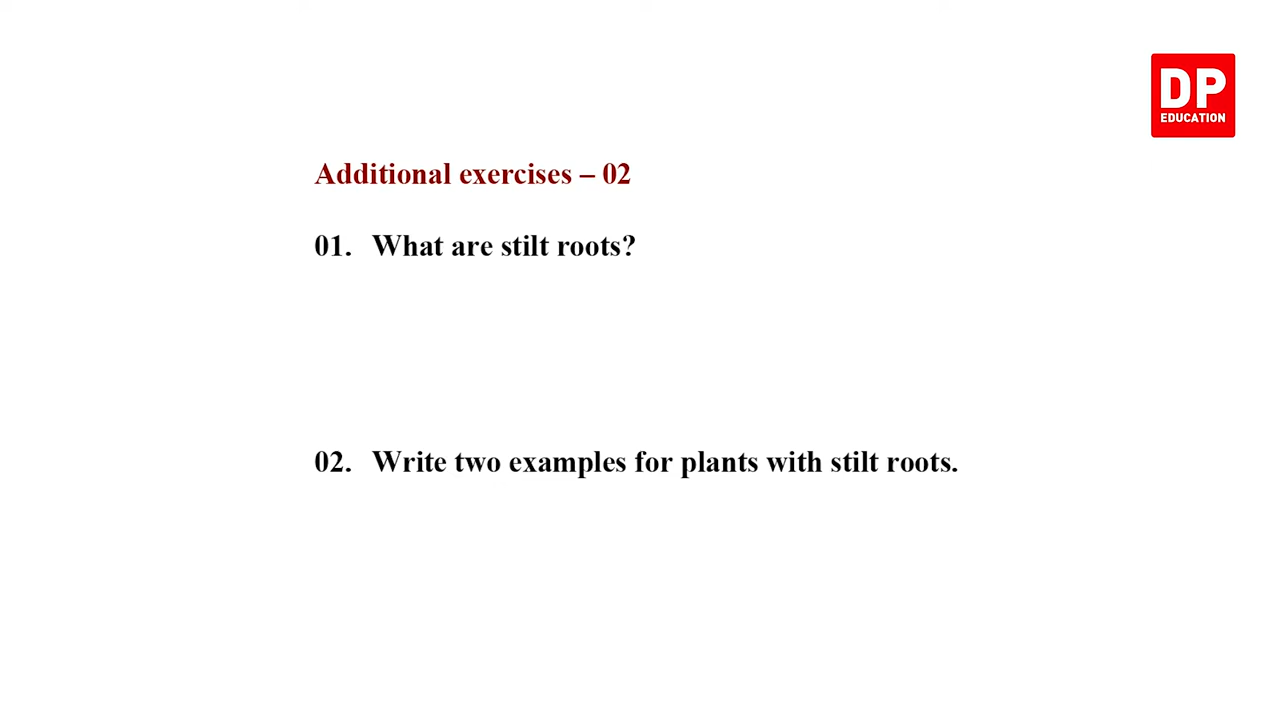 DP
EDUCATION
Additional exercises – 02
01. What are stilt roots?
02. Write two examples for plants with stilt roots.